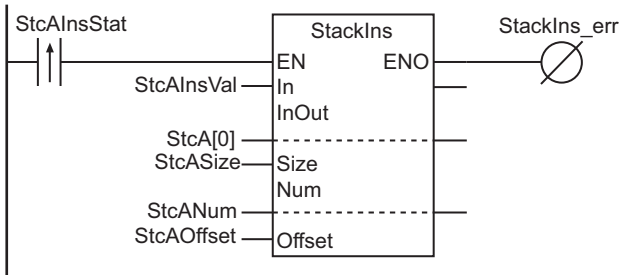 StcAInsStat
StackIns
StackIns_err
EN ENO
StcAInsVal In
InOut
StcA[0]
StcASize Size
Num
StcANum
StcAOffset Offset